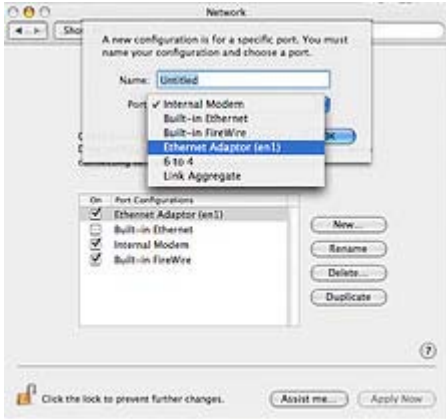 Network
Sho
A new configuration is for a specific port. You must
name your configuration and choose a port.
Name: Untitled
Port ✓ Internal Modem
Built-in Ethernet
Built-in FireWire
Ethernet Adaptor (en1)
6 to 4
Link Aggregate
On Port Configurations
Ethernet Adaptor (en1)
Built-in Ethernet
Internal Modem
Built-in FireWire
New...
Rename
Delete...
Duplicate
?
Click the lock to prevent further changes.
Assist me...
Apply Now